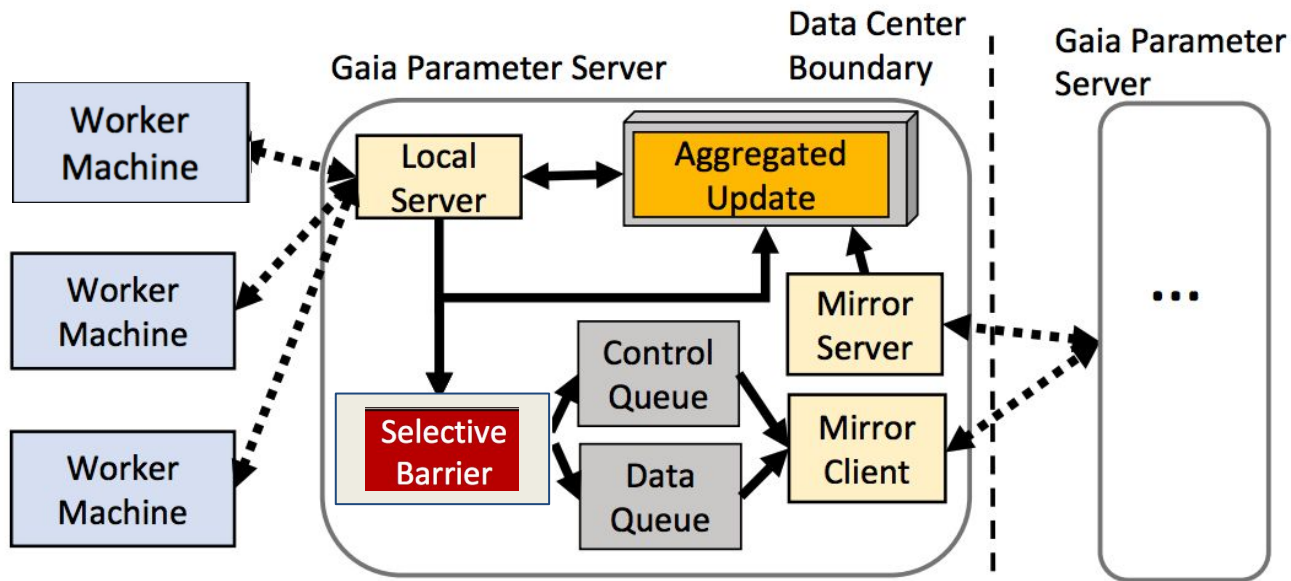 Data Center
Boundary
Gaia Parameter Server
Gaia Parameter
Server
Worker
Machine
Local
Server
Aggregated
Update
Worker
Machine
Mirror
Server
...
Control
Queue
Selective
Barrier
Mirror
Client
Worker
Machine
Data
Queue